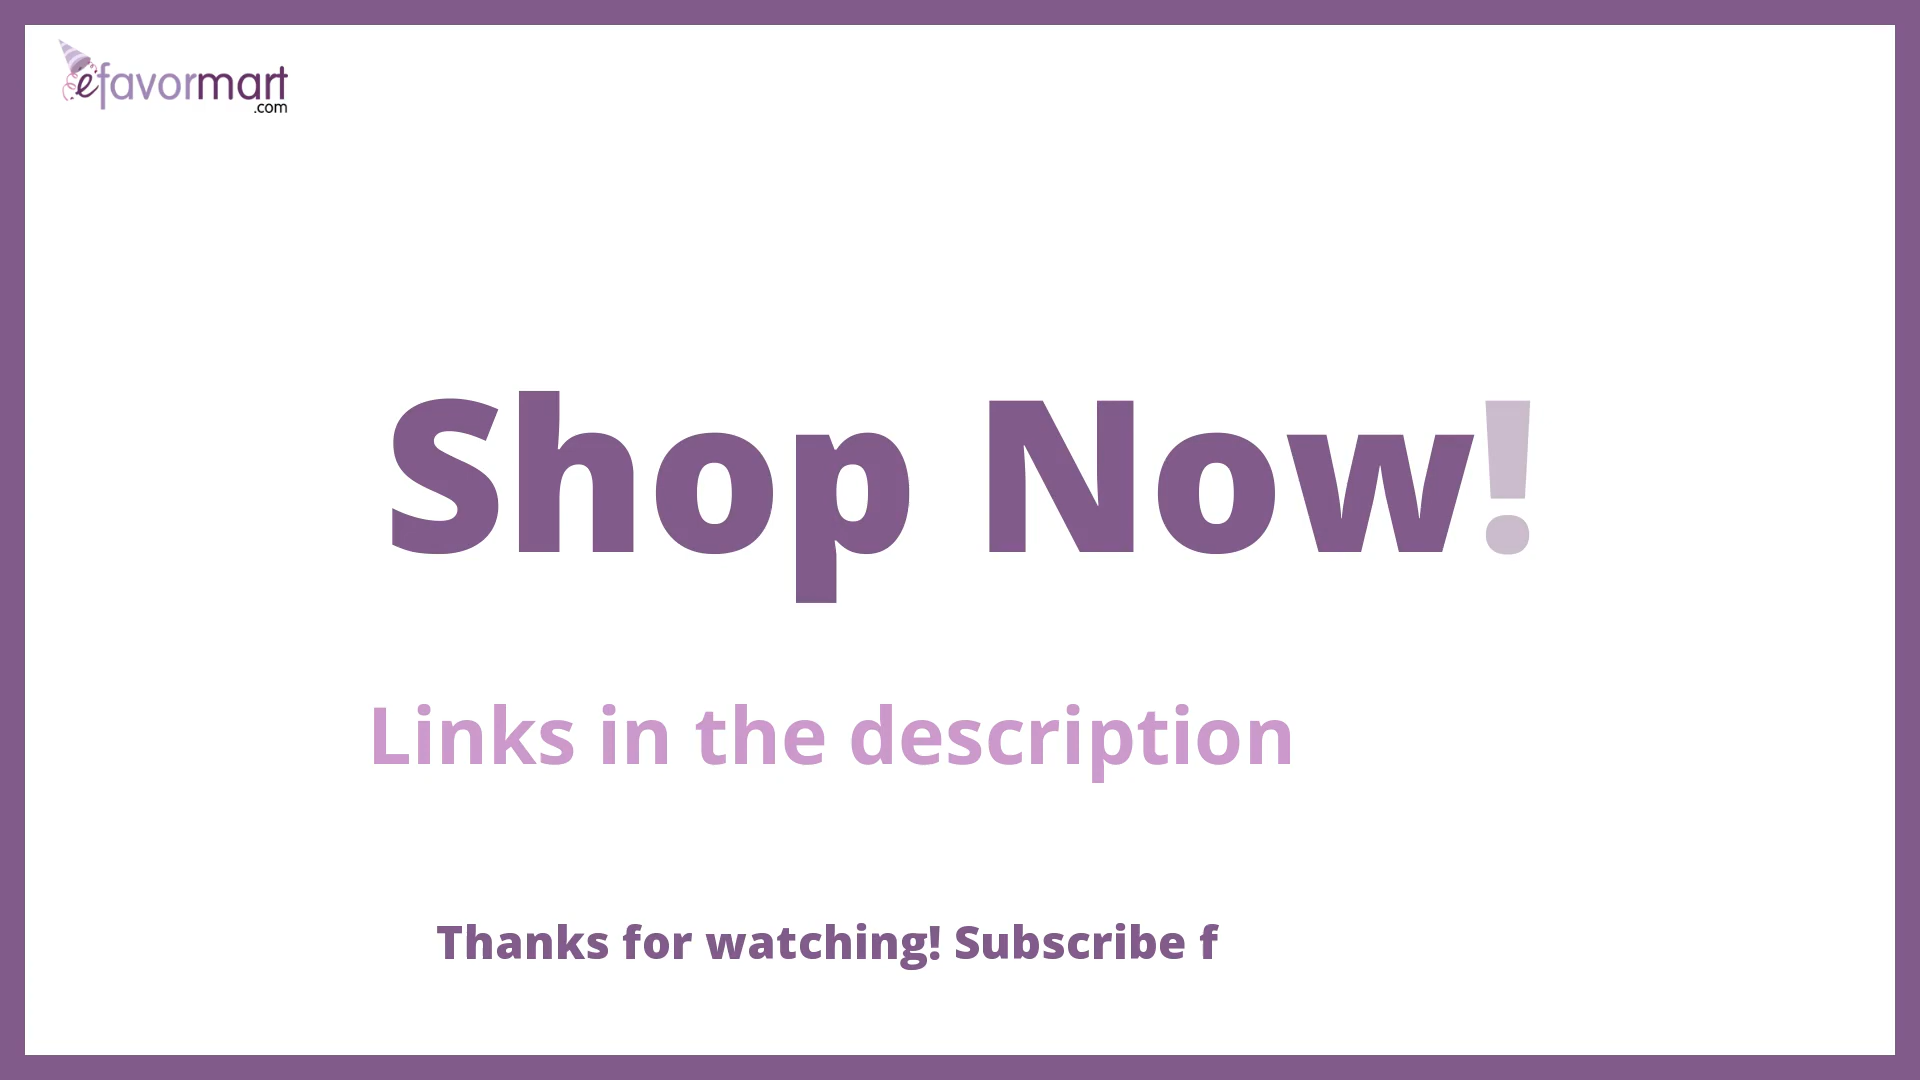 efavormart
.com
Shop Now!
Links in the description
Thanks for watching! Subscribe f